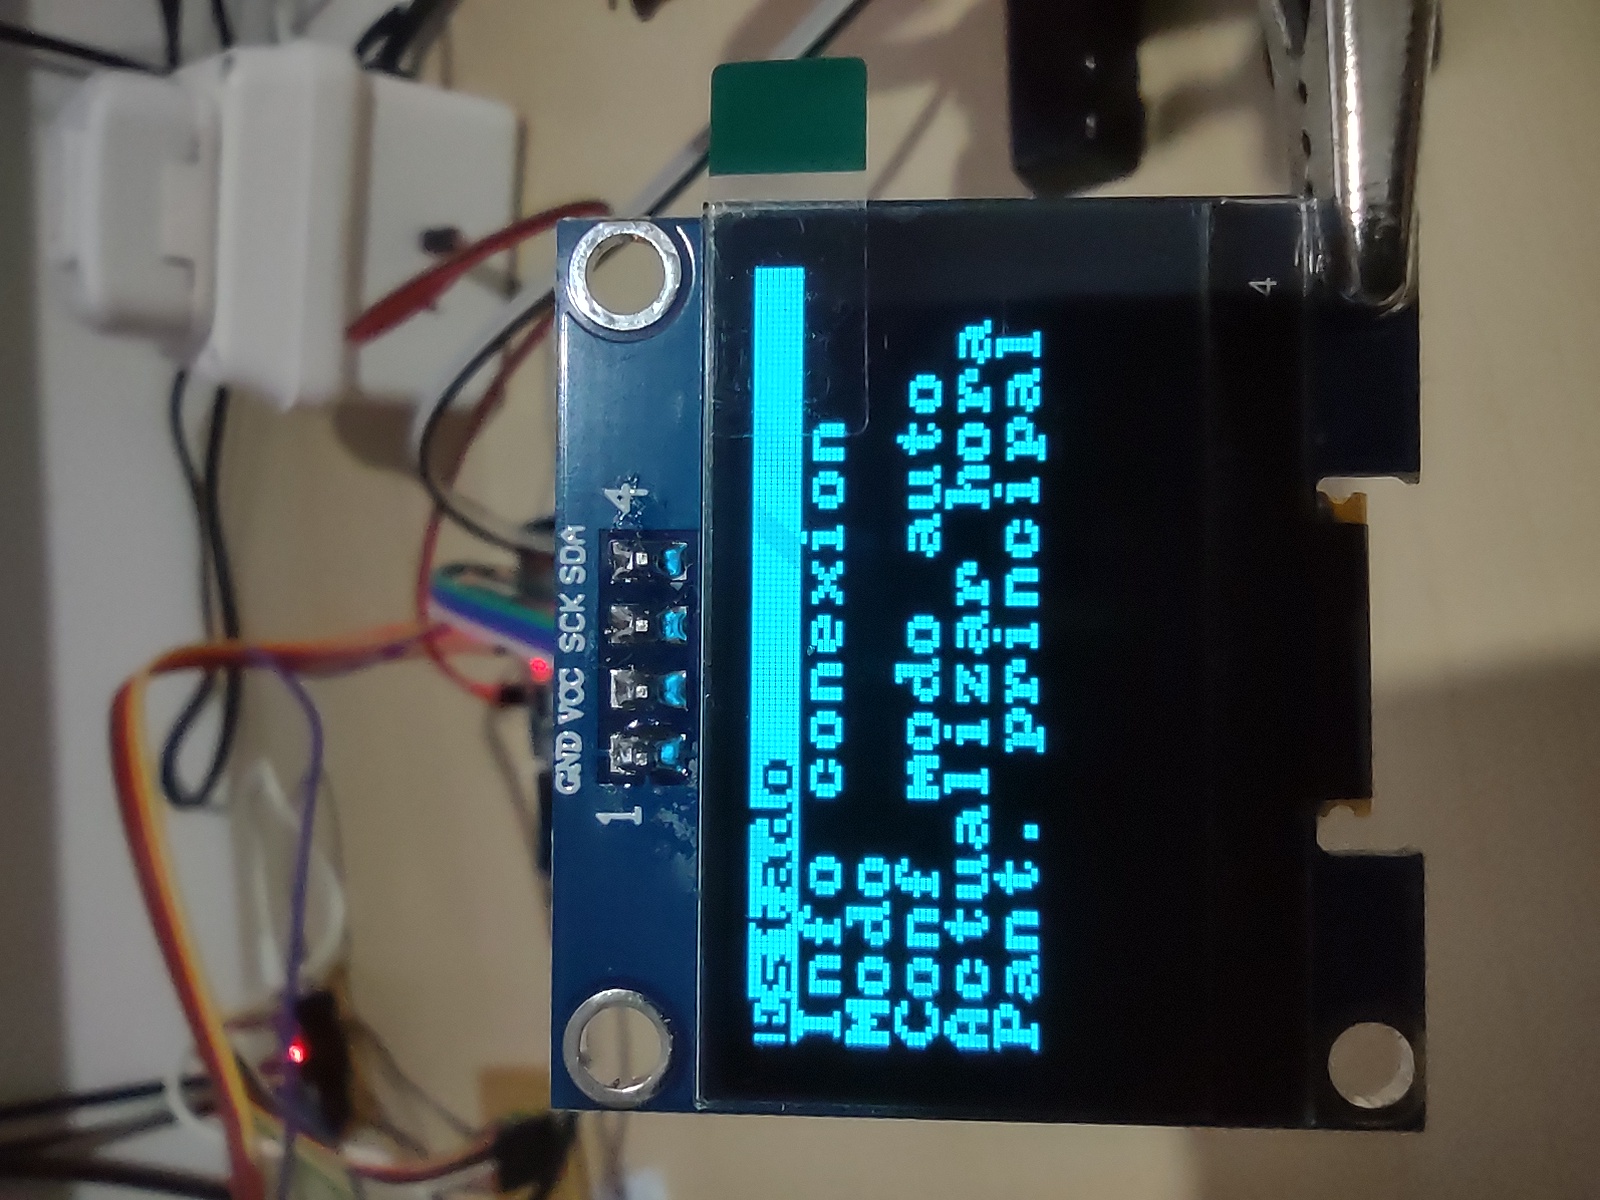 GND VCC SCK SDA
1 4
Estado
Info conexion
Modo
Conf modo auto
Actualizar hora
Pant. principal
4